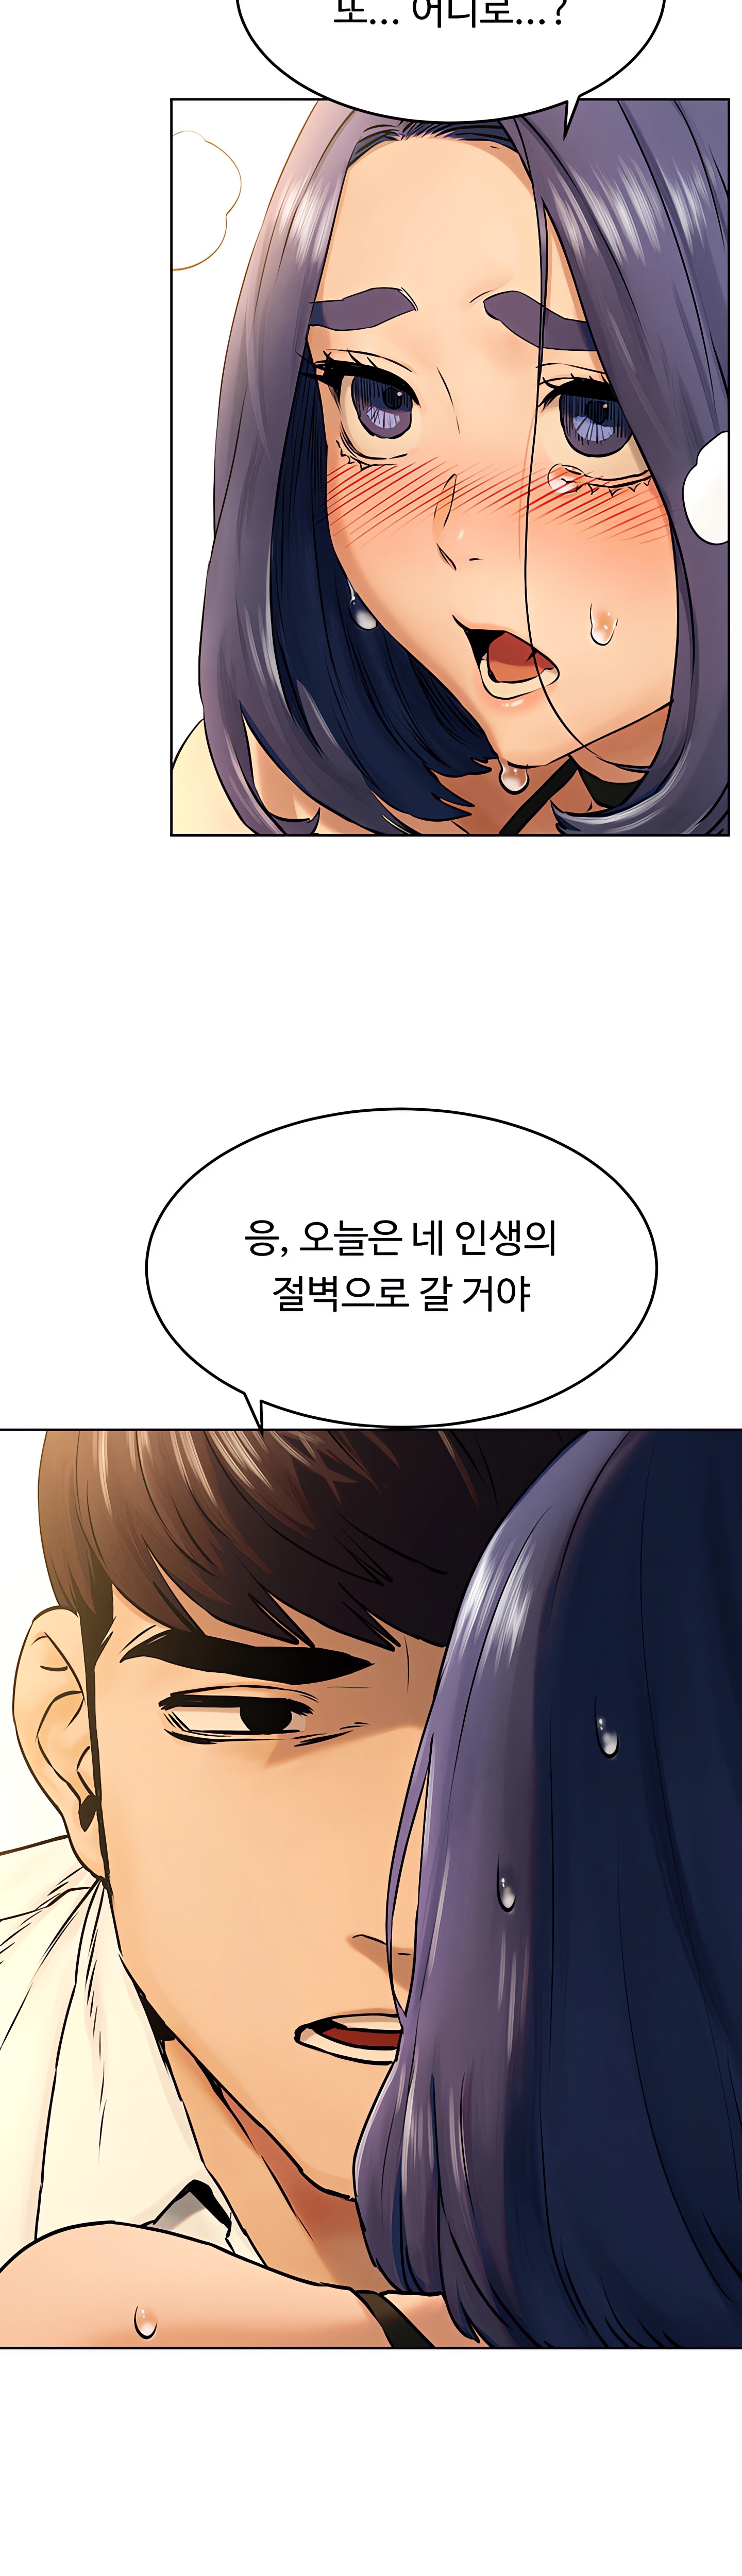 또... 어디로...?
응, 오늘은 네 인생의
절벽으로 갈 거야